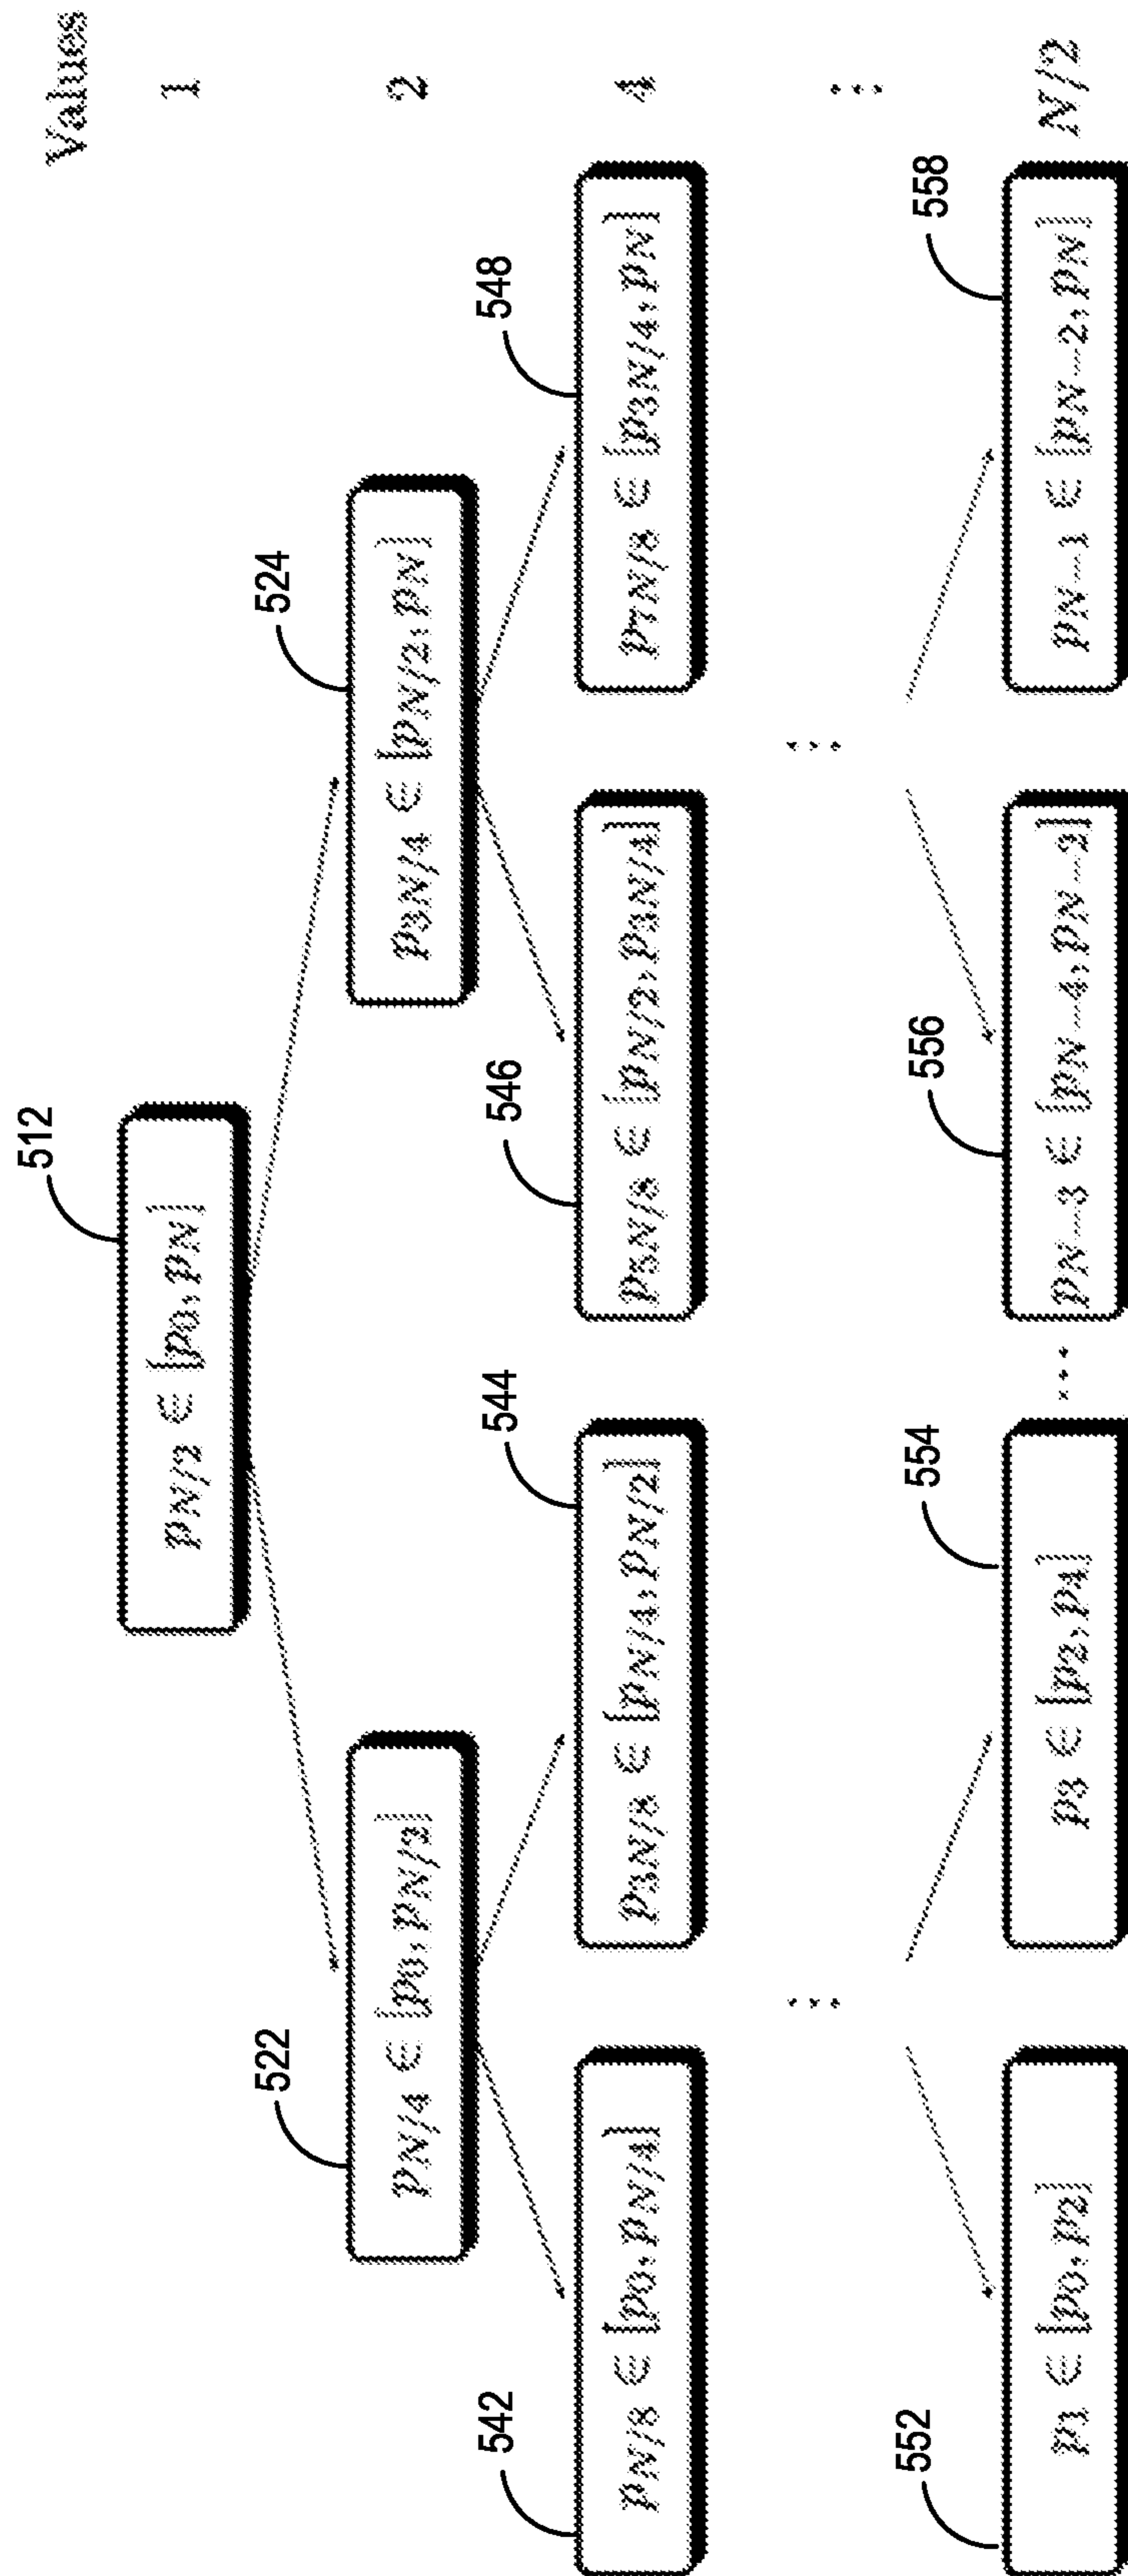 Values
512
p_{N/2} ∈ [p_0, p_N]
1
522
524
p_{N/4} ∈ [p_0, p_{N/2}]
p_{3N/4} ∈ [p_{N/2}, p_N]
2
542
544
546
548
p_{N/8} ∈ [p_0, p_{N/4}]
p_{3N/8} ∈ [p_{N/4}, p_{N/2}]
p_{5N/8} ∈ [p_{N/2}, p_{3N/4}]
p_{7N/8} ∈ [p_{3N/4}, p_N]
4
⋮
⋮
⋮
552
554
556
558
p_1 ∈ [p_0, p_2]
p_3 ∈ [p_2, p_4]
...
p_{N-3} ∈ [p_{N-4}, p_{N-2}]
p_{N-1} ∈ [p_{N-2}, p_N]
N/2